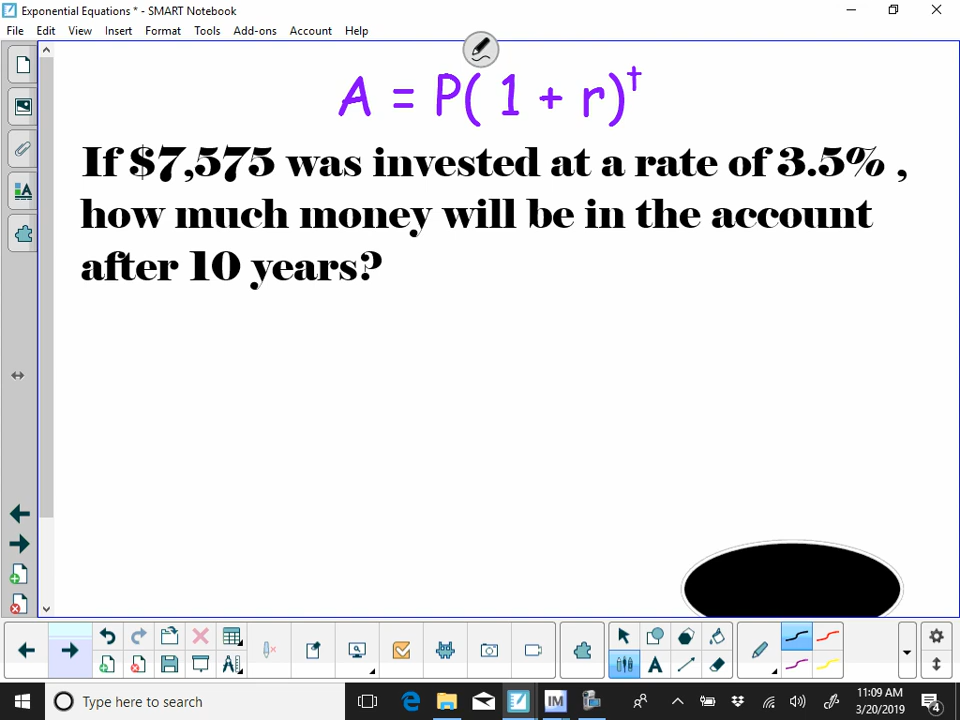 Exponential Equations * - SMART Notebook
File Edit View Insert Format Tools Add-ons Account Help
A = P( 1 + r)^t
If $7,575 was invested at a rate of 3.5% ,
how much money will be in the account
after 10 years?
Type here to search
IM
11:09 AM
3/20/2019
4